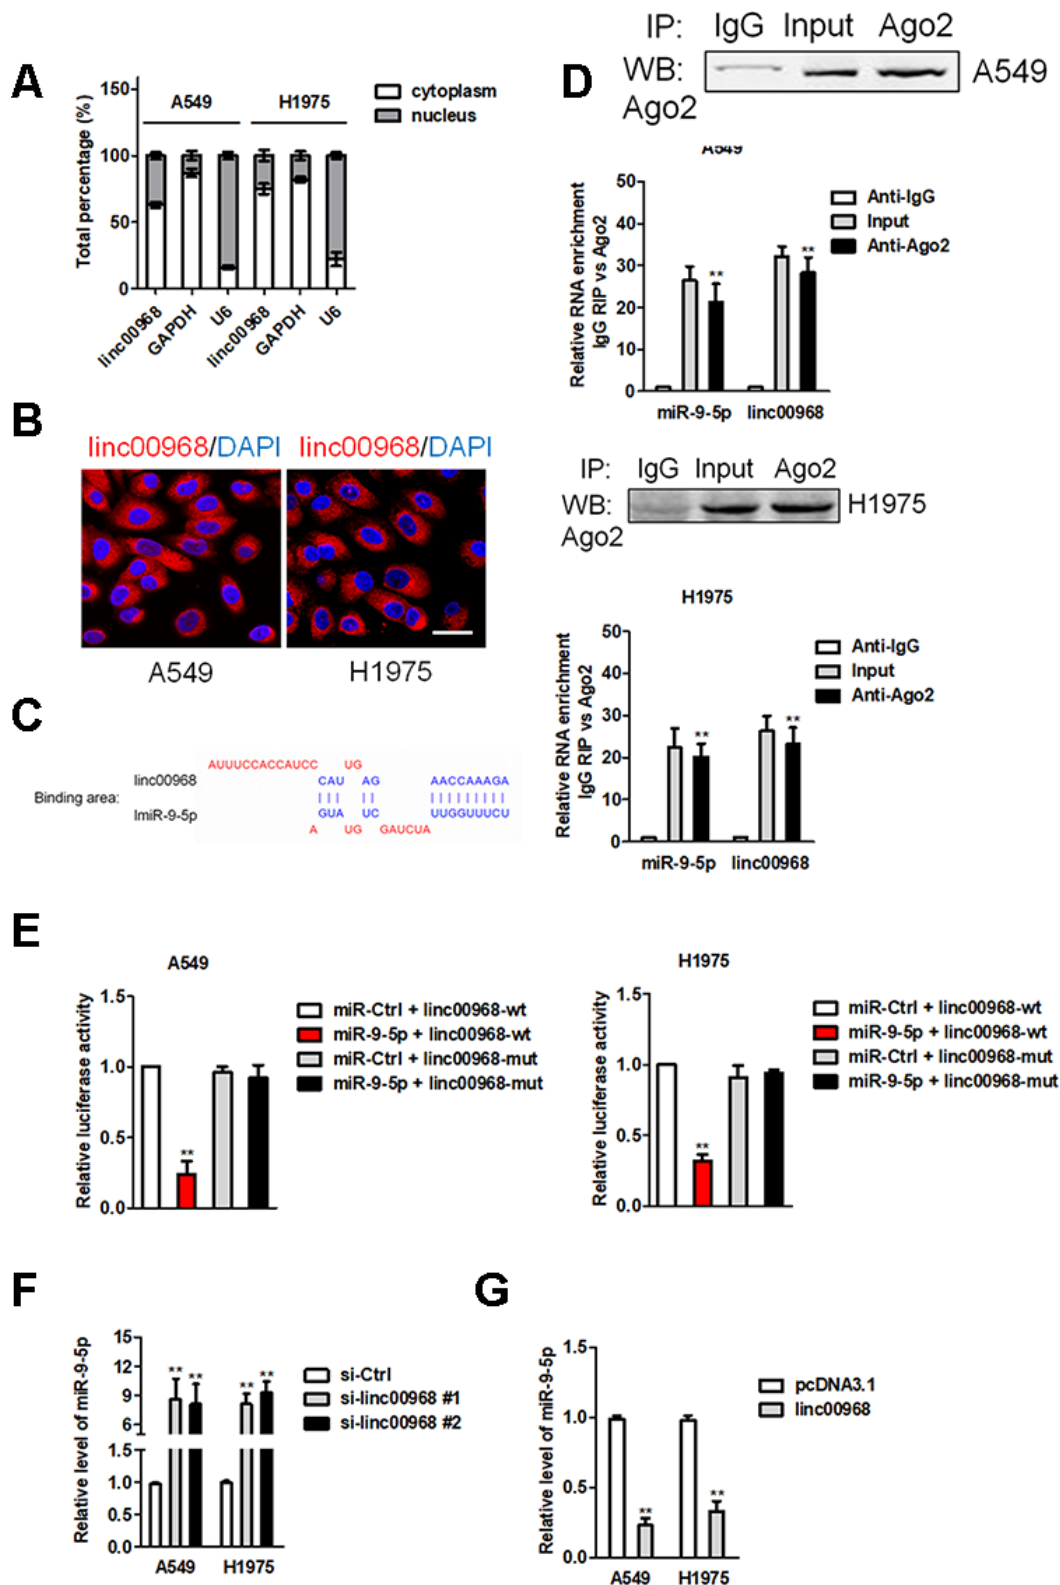 A
150
100
50
0
Total percentage (%)
A549
H1975
cytoplasm
nucleus
linc00968
GAPDH
U6
linc00968
GAPDH
U6
B
linc00968/DAPI
linc00968/DAPI
A549
H1975
C
AUUUCCACCAUCC UG
linc00968 CAU AG AACCAAAGA
Binding area:
lmiR-9-5p GUA UC UUGGUUUCU
A UG GAUCUA
D
IP: IgG Input Ago2
WB: A549
Ago2
A549
50
40
30
20
10
0
Relative RNA enrichment
IgG RIP vs Ago2
Anti-IgG
Input
Anti-Ago2
**
**
miR-9-5p linc00968
IP: IgG Input Ago2
WB: H1975
Ago2
H1975
50
40
30
20
10
0
Relative RNA enrichment
IgG RIP vs Ago2
Anti-IgG
Input
Anti-Ago2
**
**
miR-9-5p linc00968
E
A549
1.5
1.0
0.5
0.0
Relative luciferase activity
**
miR-Ctrl + linc00968-wt
miR-9-5p + linc00968-wt
miR-Ctrl + linc00968-mut
miR-9-5p + linc00968-mut
H1975
1.5
1.0
0.5
0.0
Relative luciferase activity
**
miR-Ctrl + linc00968-wt
miR-9-5p + linc00968-wt
miR-Ctrl + linc00968-mut
miR-9-5p + linc00968-mut
F
15
12
9
6
1.5
1.0
0.5
0.0
Relative level of miR-9-5p
** ** ** **
si-Ctrl
si-linc00968 #1
si-linc00968 #2
A549 H1975
G
1.5
1.0
0.5
0.0
Relative level of miR-9-5p
** **
pcDNA3.1
linc00968
A549 H1975